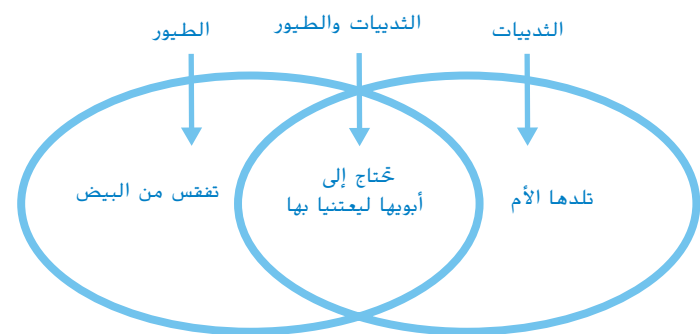 الثدييات
الثدييات والطيور
الطيور
تلدها الأم
تحتاج إلى
أبويها ليعتنيا بها
تفقس من البيض